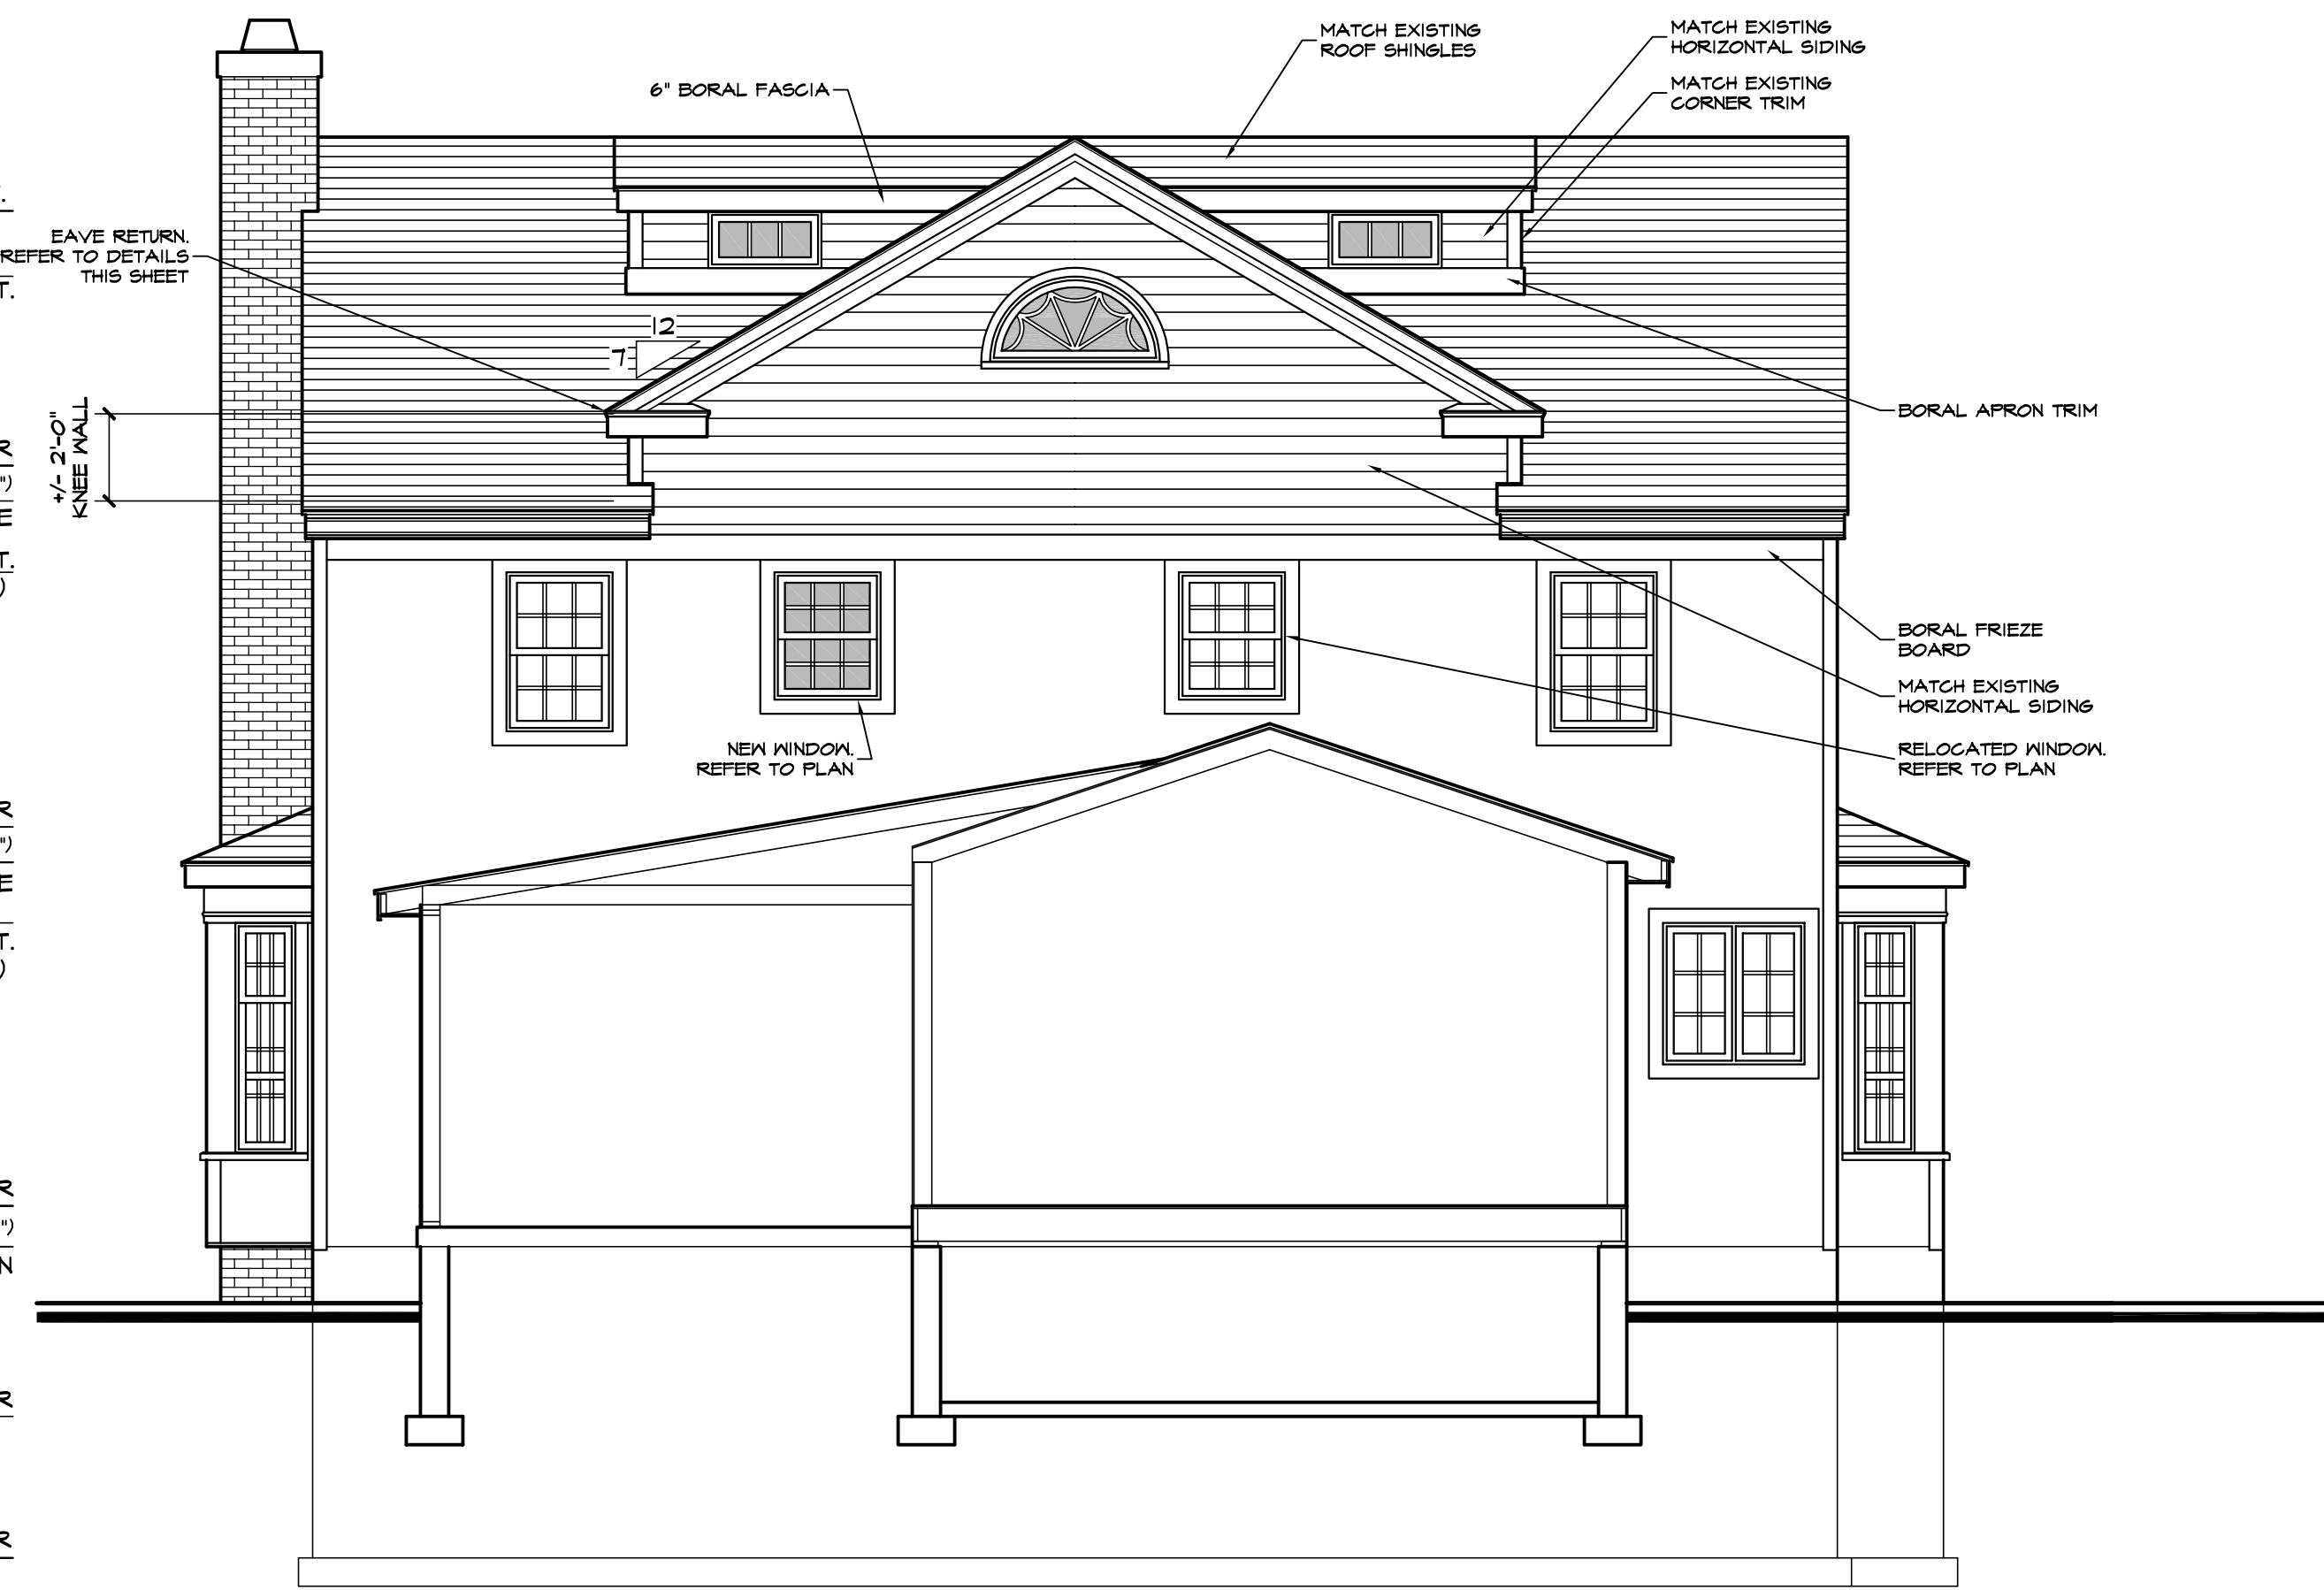 MATCH EXISTING
ROOF SHINGLES
MATCH EXISTING
HORIZONTAL SIDING
MATCH EXISTING
CORNER TRIM
6" BORAL FASCIA
EAVE RETURN.
REFER TO DETAILS
THIS SHEET
12
7
+/- 2'-0"
KNEE WALL
BORAL APRON TRIM
BORAL FRIEZE
BOARD
MATCH EXISTING
HORIZONTAL SIDING
NEW WINDOW.
REFER TO PLAN
RELOCATED WINDOW.
REFER TO PLAN